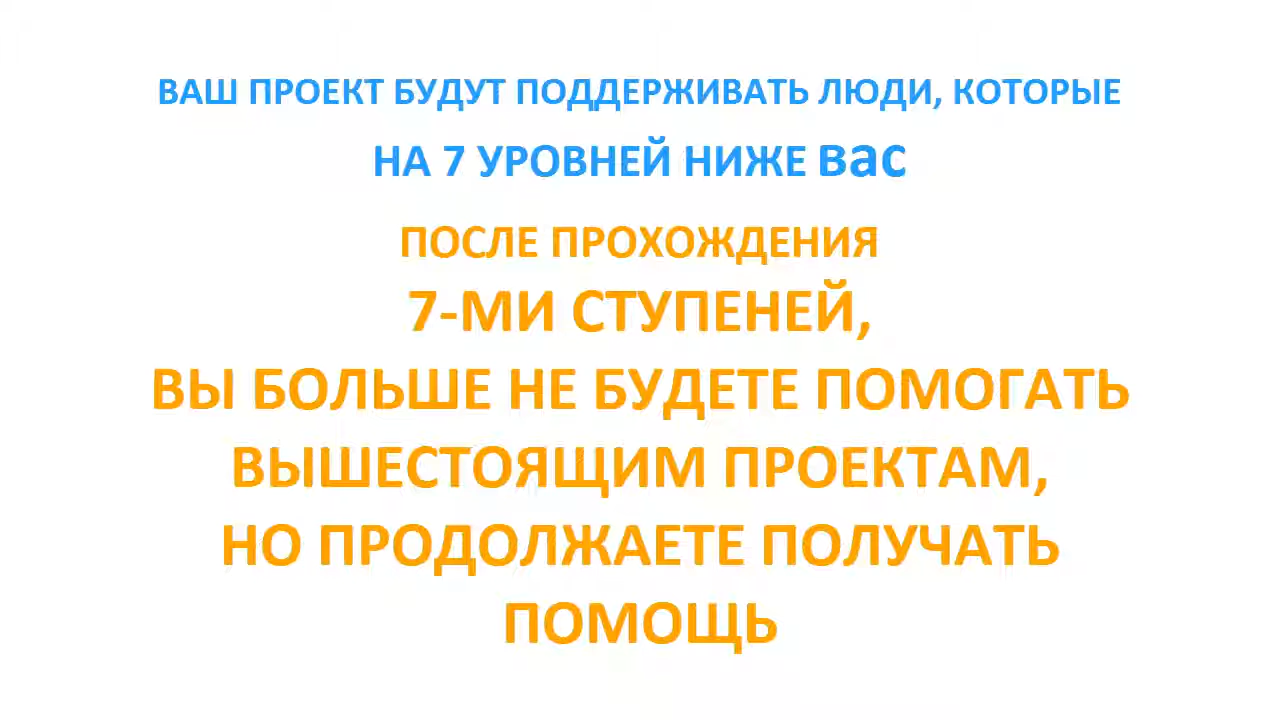 ВАШ ПРОЕКТ БУДУТ ПОДДЕРЖИВАТЬ ЛЮДИ, КОТОРЫЕ
НА 7 УРОВНЕЙ НИЖЕ вас
ПОСЛЕ ПРОХОЖДЕНИЯ
7-МИ СТУПЕНЕЙ,
ВЫ БОЛЬШЕ НЕ БУДЕТЕ ПОМОГАТЬ
ВЫШЕСТОЯЩИМ ПРОЕКТАМ,
НО ПРОДОЛЖАЕТЕ ПОЛУЧАТЬ
ПОМОЩЬ